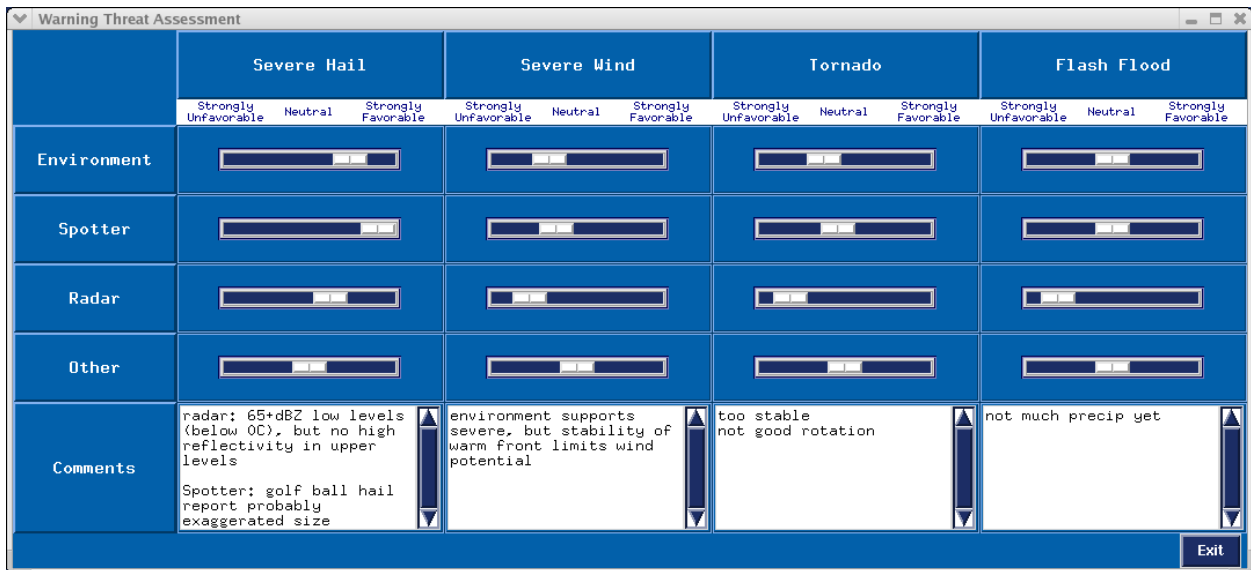 Warning Threat Assessment
Severe Hail
Severe Wind
Tornado
Flash Flood
Strongly Unfavorable
Neutral
Strongly Favorable
Strongly Unfavorable
Neutral
Strongly Favorable
Strongly Unfavorable
Neutral
Strongly Favorable
Strongly Unfavorable
Neutral
Strongly Favorable
Environment
Spotter
Radar
Other
Comments
radar: 65+dBZ low levels
(below 0C), but no high
reflectivity in upper
levels
Spotter: golf ball hail
report probably
exaggerated size
environment supports
severe, but stability of
warm front limits wind
potential
too stable
not good rotation
not much precip yet
Exit